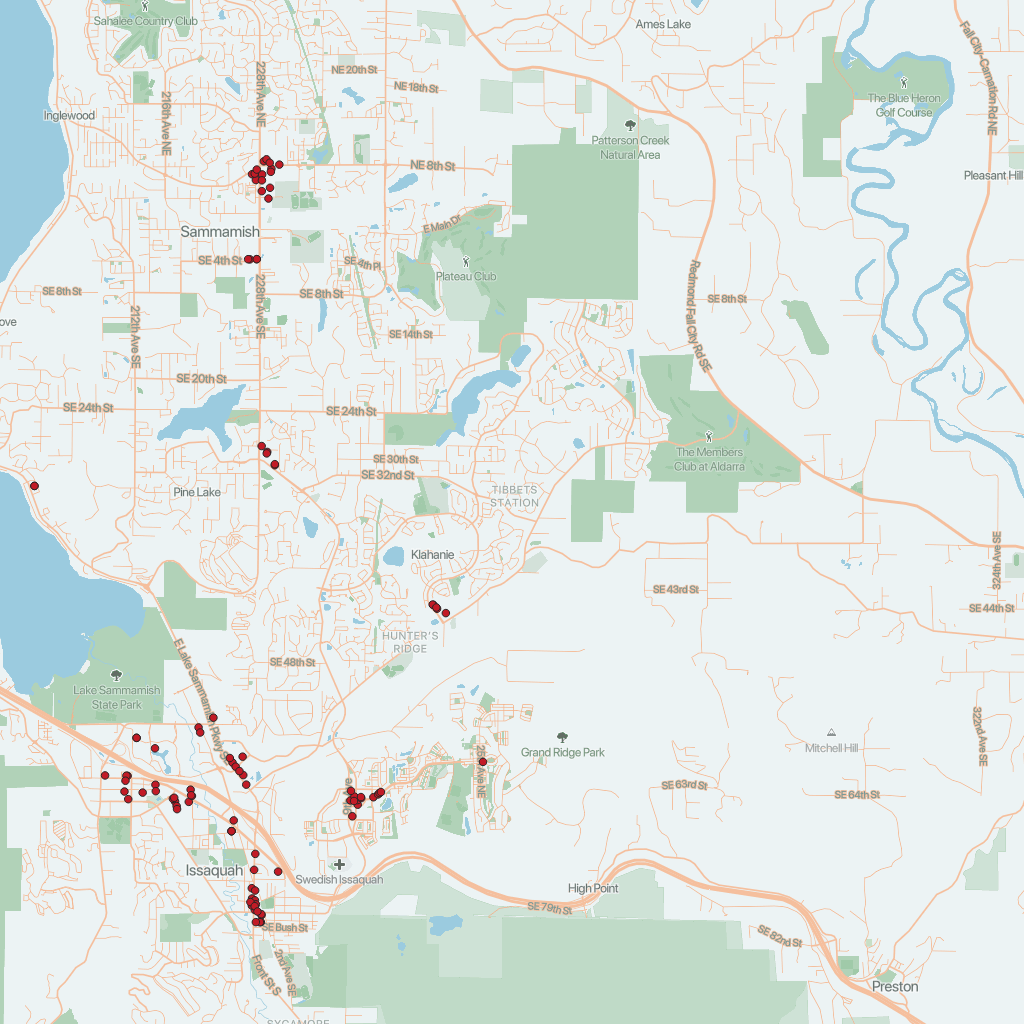 Sahalee Country Club
Ames Lake
Fall City-Carnation Rd NE
NE 20th St
NE 18th St
228th Ave NE
216th Ave NE
Inglewood
The Blue Heron
Golf Course
Patterson Creek
Natural Area
NE 8th St
Pleasant Hill
E Main Dr
Sammamish
SE 4th St
SE 4th Pl
Plateau Club
SE 8th St
SE 8th St
SE 8th St
Redmond Fall City Rd SE
228th Ave SE
212th Ave SE
ove
SE 14th St
SE 20th St
SE 24th St
SE 24th St
The Members
Club at Aldarra
SE 30th St
SE 32nd St
Pine Lake
TIBBETS
STATION
Klahanie
324th Ave SE
SE 43rd St
SE 44th St
HUNTER'S
RIDGE
SE 48th St
E Lake Sammamish Pkwy S
Lake Sammamish
State Park
322nd Ave SE
Grand Ridge Park
Mitchell Hill
SE 63rd St
SE 64th St
Issaquah
Swedish Issaquah
High Point
SE 79th St
SE Bush St
SE 82nd St
Front St S
2nd Ave SE
Preston
SYCAMORE